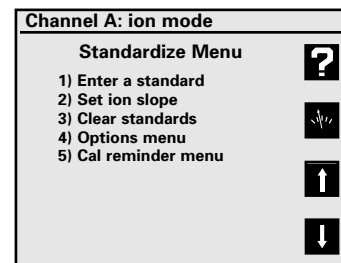 Channel A: ion mode
Standardize Menu
?
1) Enter a standard
2) Set ion slope
3) Clear standards
4) Options menu
5) Cal reminder menu